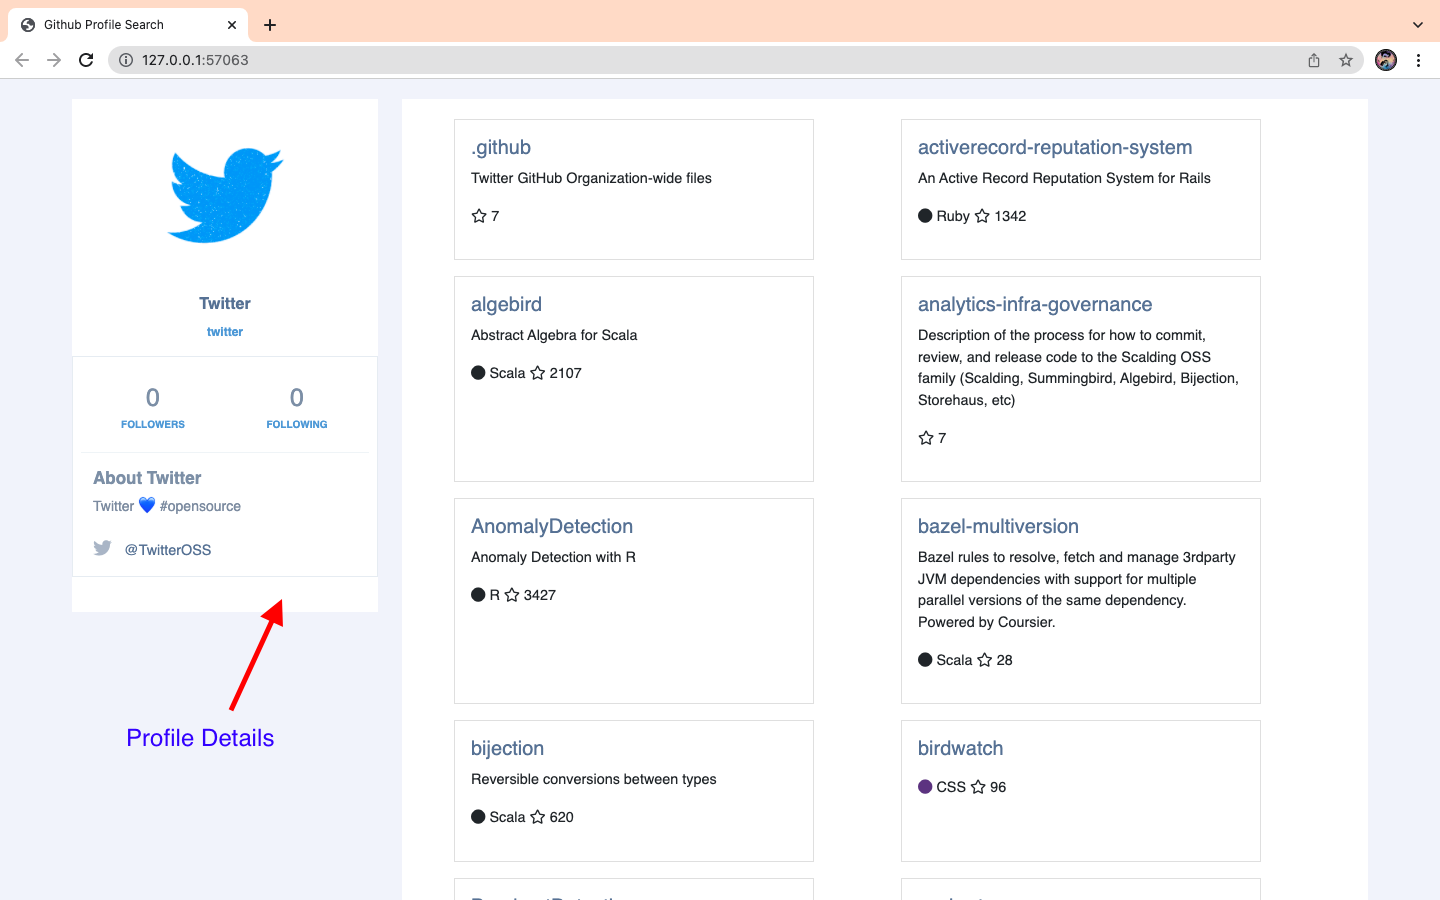 Github Profile Search
127.0.0.1:57063
Twitter
twitter
0
FOLLOWERS
0
FOLLOWING
About Twitter
Twitter 💙 #opensource
@TwitterOSS
Profile Details
.github
Twitter GitHub Organization-wide files
7
activerecord-reputation-system
An Active Record Reputation System for Rails
Ruby 1342
algebird
Abstract Algebra for Scala
Scala 2107
analytics-infra-governance
Description of the process for how to commit,
review, and release code to the Scalding OSS
family (Scalding, Summingbird, Algebird, Bijection,
Storehaus, etc)
7
AnomalyDetection
Anomaly Detection with R
R 3427
bazel-multiversion
Bazel rules to resolve, fetch and manage 3rdparty
JVM dependencies with support for multiple
parallel versions of the same dependency.
Powered by Coursier.
Scala 28
bijection
Reversible conversions between types
Scala 620
birdwatch
CSS 96